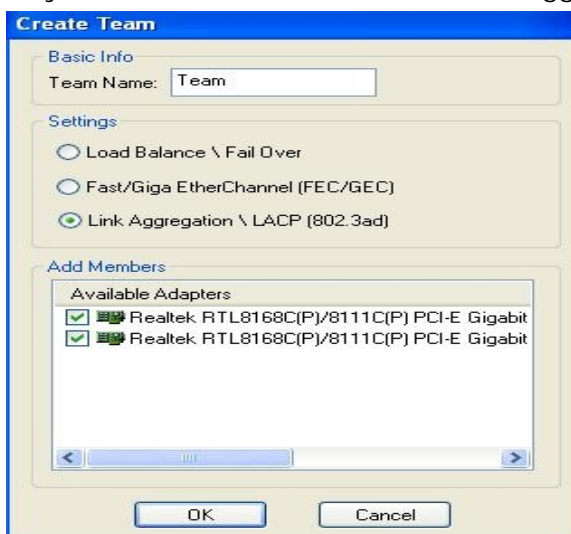 Create Team
Basic Info
Team Name: Team
Settings
Load Balance \ Fail Over
Fast/Giga EtherChannel (FEC/GEC)
Link Aggregation \ LACP (802.3ad)
Add Members
Available Adapters
Realtek RTL8168C(P)/8111C(P) PCI-E Gigabit
Realtek RTL8168C(P)/8111C(P) PCI-E Gigabit
OK Cancel